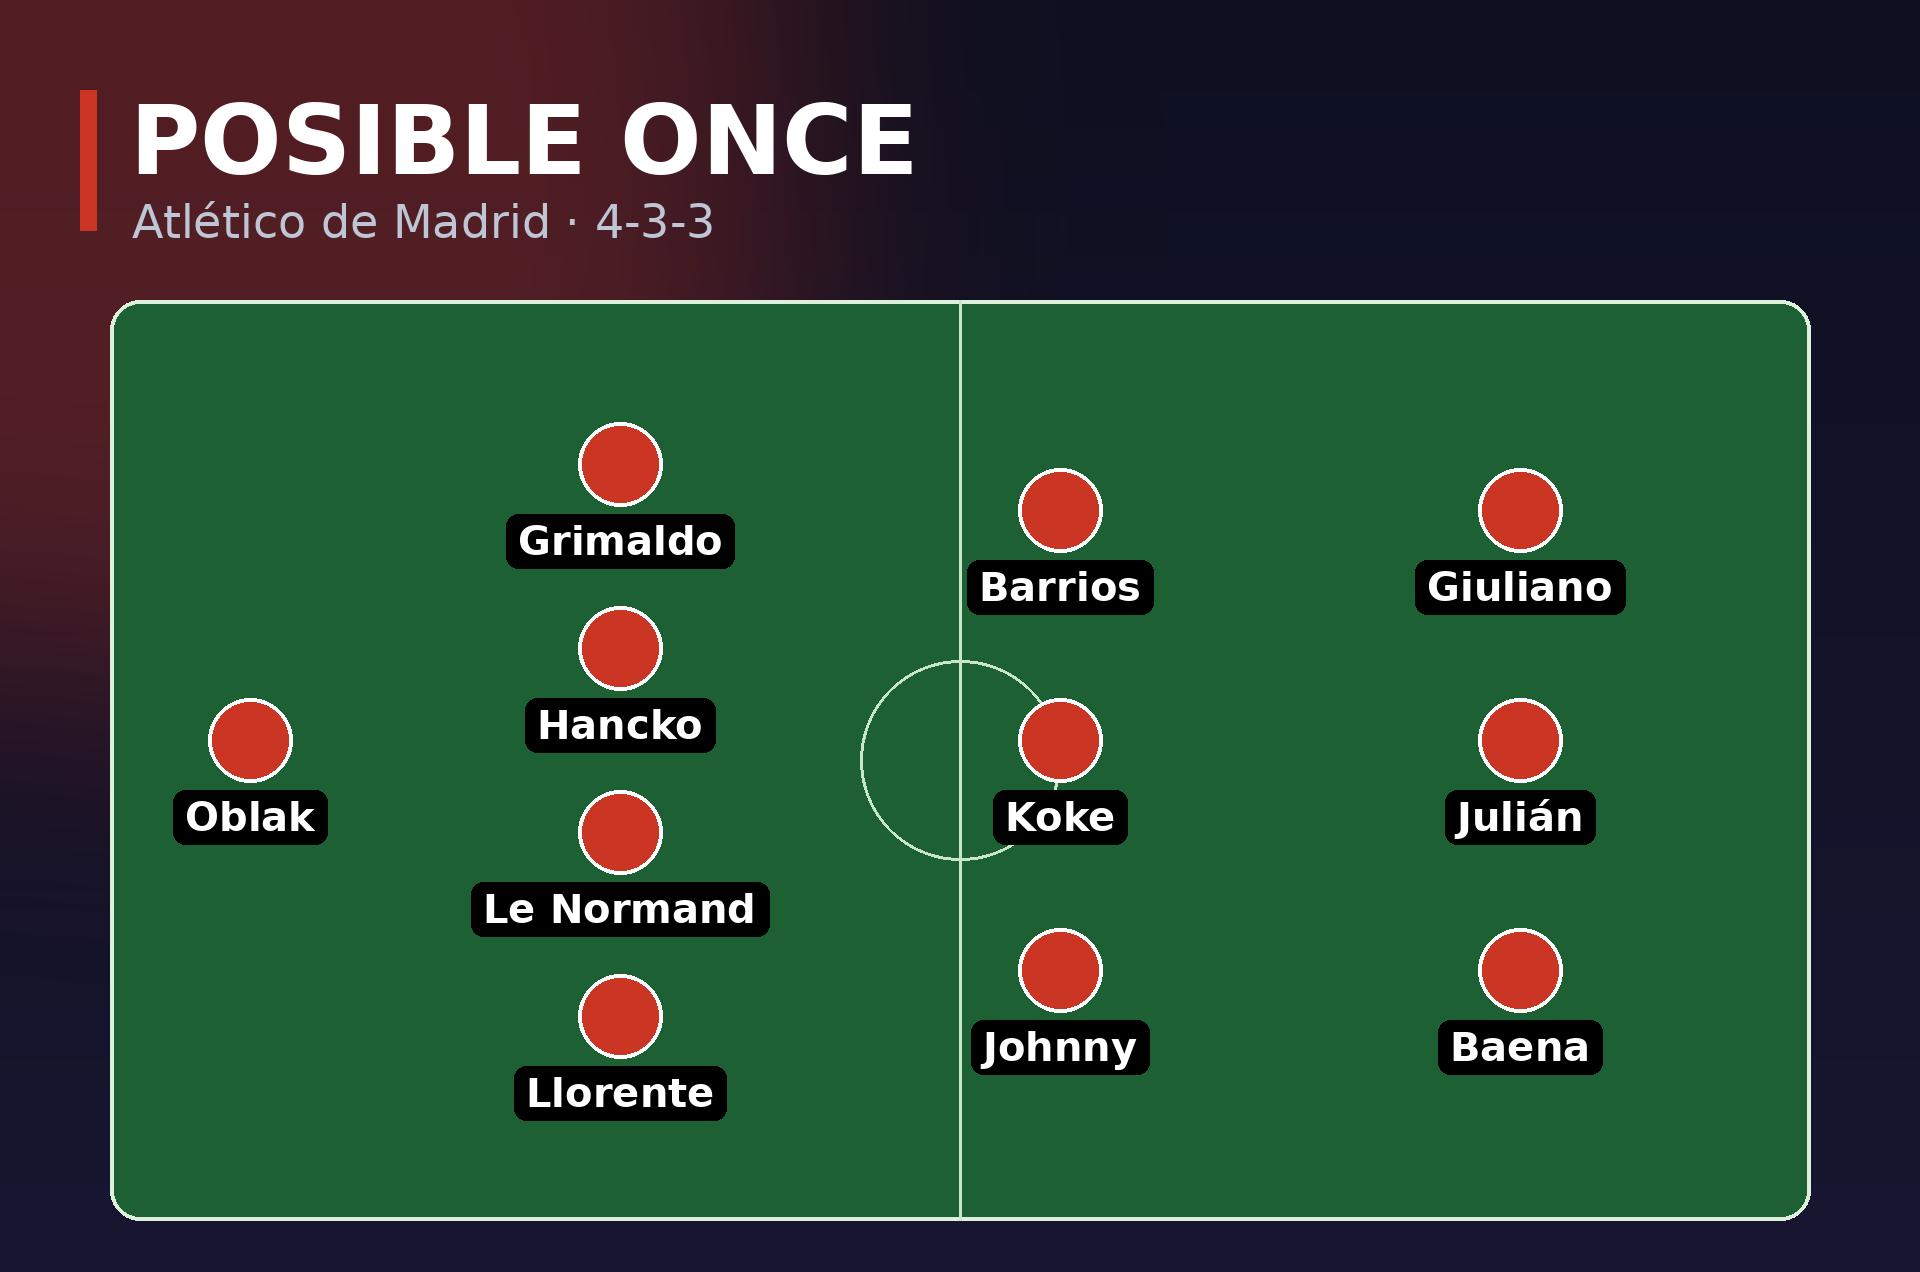 POSIBLE ONCE
Atlético de Madrid · 4-3-3
Grimaldo
Barrios
Giuliano
Hancko
Oblak
Koke
Julián
Le Normand
Johnny
Baena
Llorente